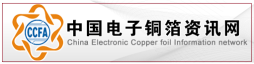 CCFA
中国电子铜箔资讯网
China Electronic Copper foil Information network